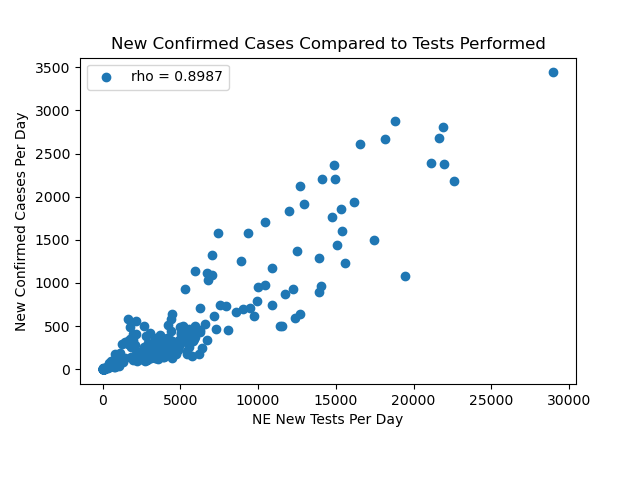 New Confirmed Cases Compared to Tests Performed
rho = 0.8987
3500
3000
2500
2000
1500
1000
500
0
New Confirmed Caeses Per Day
0 5000 10000 15000 20000 25000 30000
NE New Tests Per Day